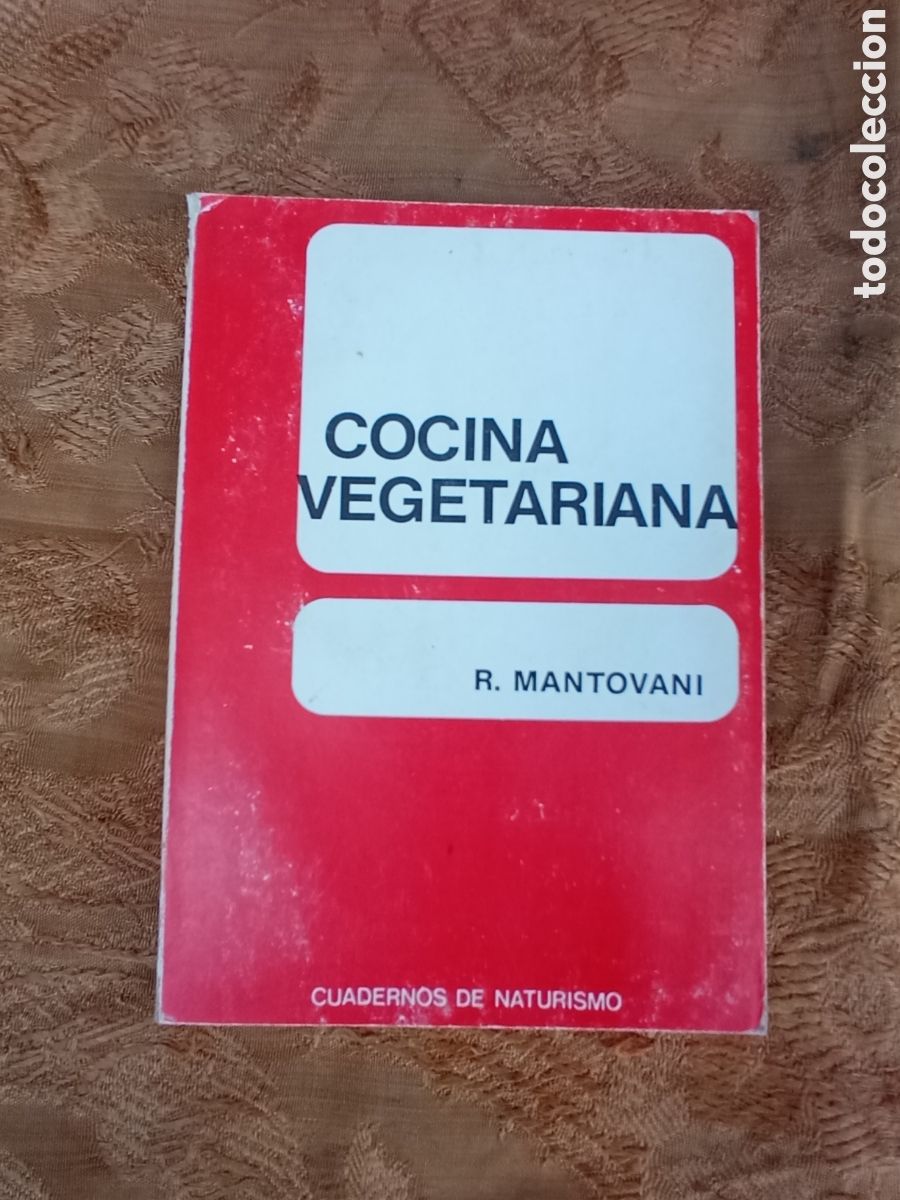 COCINA
VEGETARIANA
R. MANTOVANI
CUADERNOS DE NATURISMO
todocoleccion